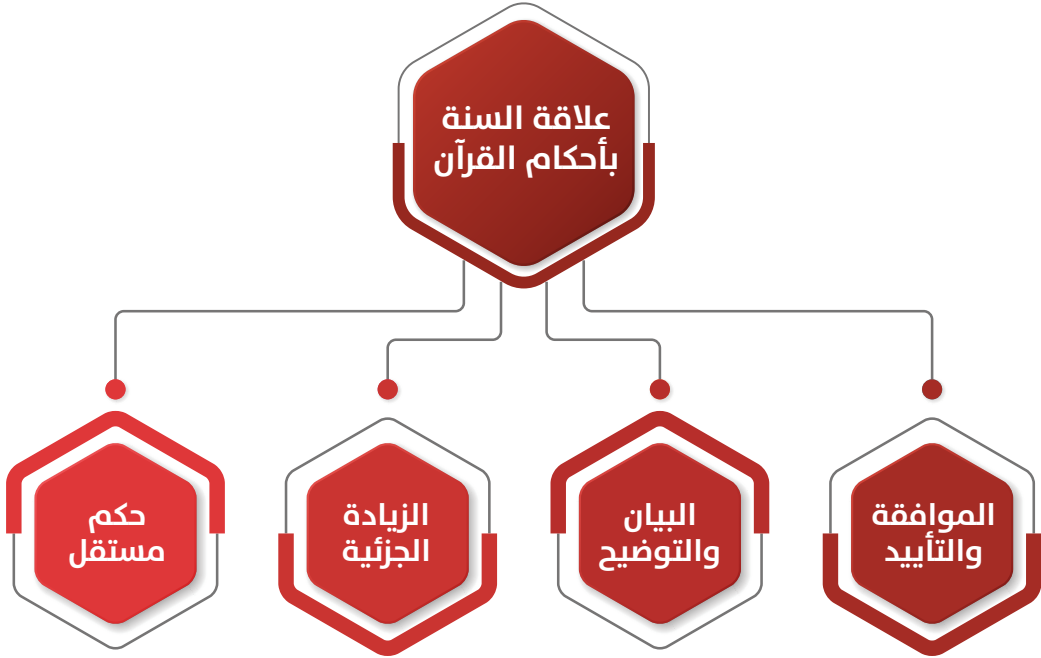 علاقة السنة
بأحكام القرآن
الموافقة
والتأييد
البيان
والتوضيح
الزيادة
الجزئية
حكم
مستقل